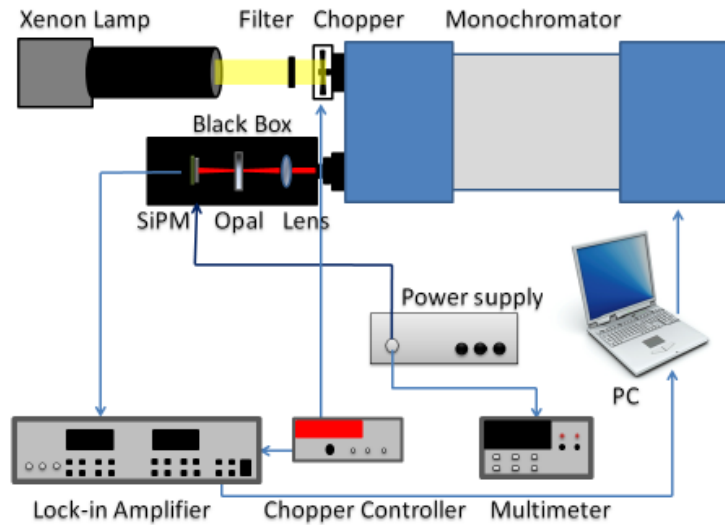 Xenon Lamp Filter Chopper Monochromator
Black Box
SiPM Opal Lens
Power supply
PC
Lock-in Amplifier Chopper Controller Multimeter